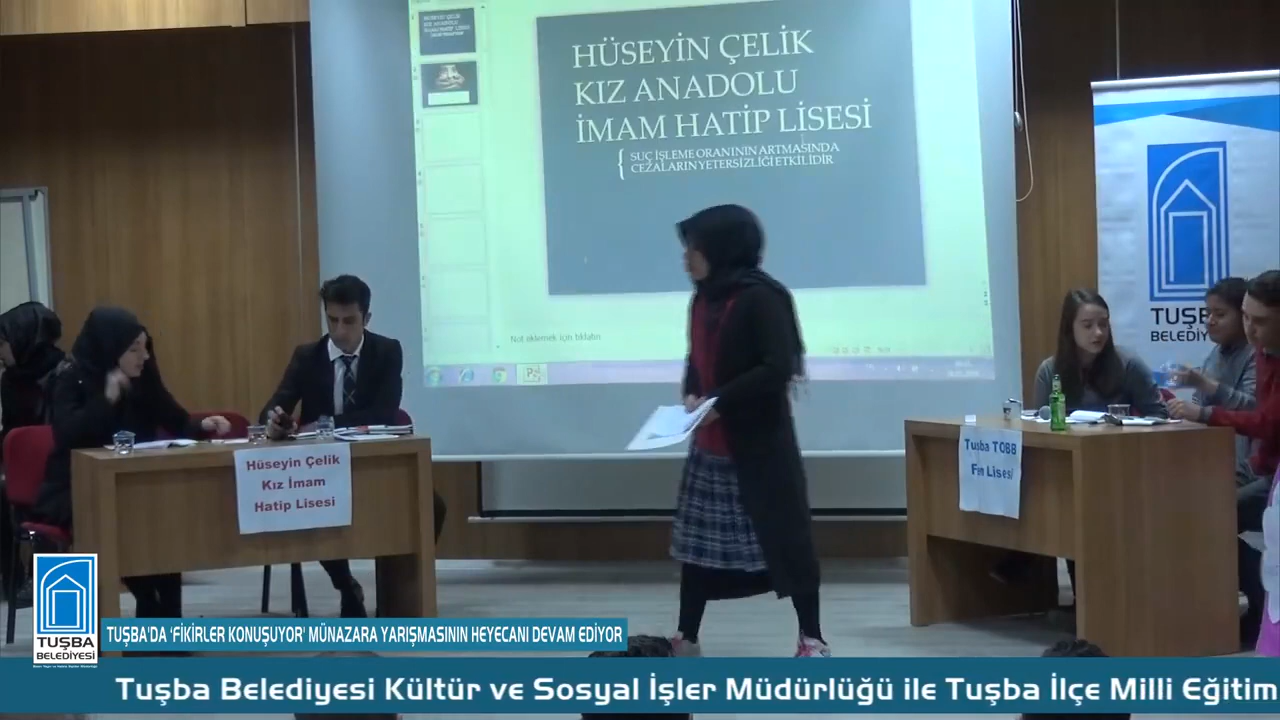 HÜSEYİN ÇELİK
KIZ ANADOLU
İMAM HATİP LİSESİ
SUÇ İŞLEME ORANININ ARTMASINDA
CEZALARIN YETERSİZLİĞİ ETKİLİDİR
Not eklemek için tıklatın
TUŞBA
BELEDİYESİ
Hüseyin Çelik
Kız İmam
Hatip Lisesi
Tuşba TOBB
Fen Lisesi
TUŞBA
BELEDİYESİ
TUŞBA'DA 'FİKİRLER KONUŞUYOR' MÜNAZARA YARIŞMASININ HEYECANI DEVAM EDİYOR
Tuşba Belediyesi Kültür ve Sosyal İşler Müdürlüğü ile Tuşba İlçe Milli Eğitim